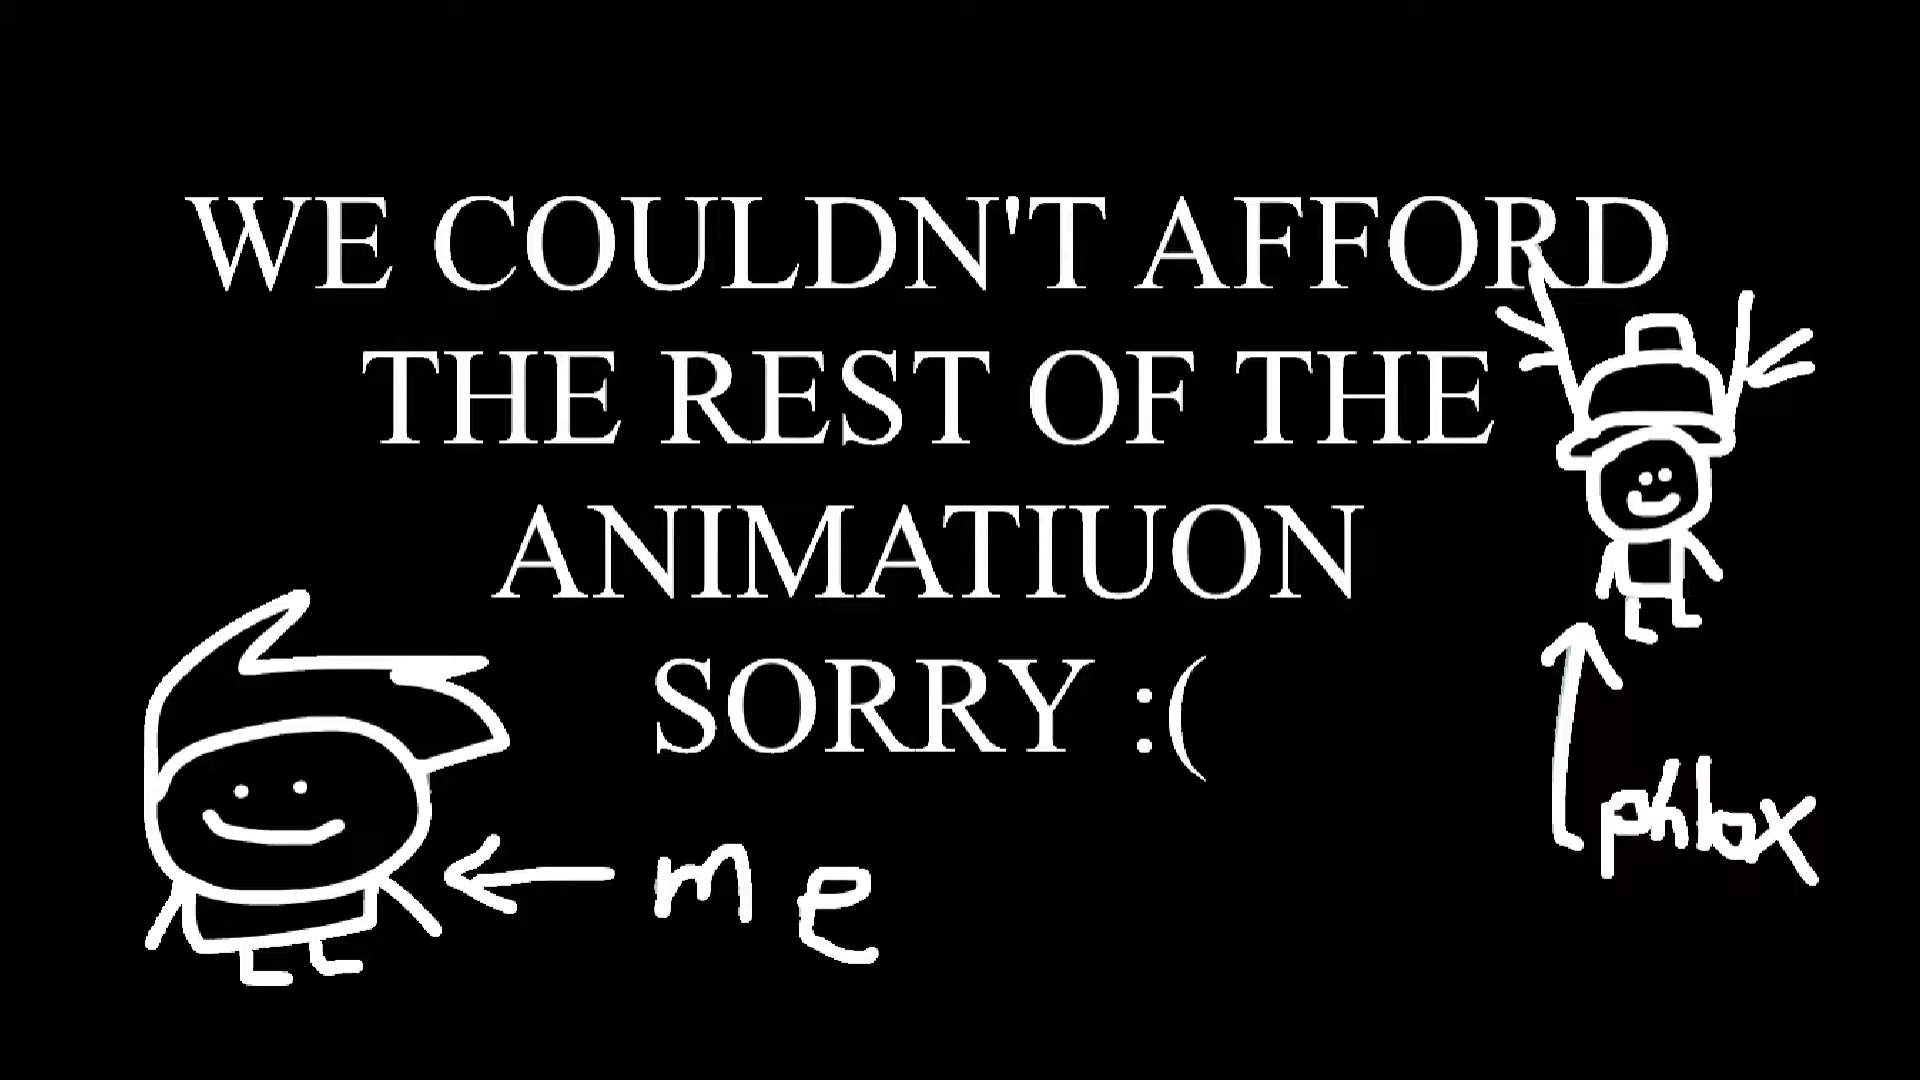 WE COULDN'T AFFORD
THE REST OF THE
ANIMATIUON
SORRY :(
me
phlox